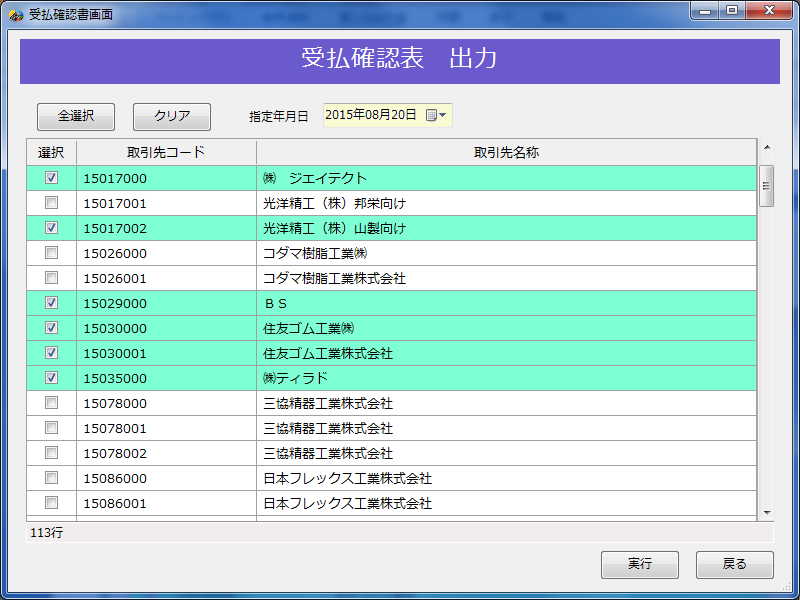 受払確認書画面
受払確認表　出力
全選択 クリア 指定年月日 2015年08月20日
選択 取引先コード 取引先名称
15017000 ㈱　ジエイテクト
15017001 光洋精工（株）邦栄向け
15017002 光洋精工（株）山製向け
15026000 コダマ樹脂工業㈱
15026001 コダマ樹脂工業株式会社
15029000 ＢＳ
15030000 住友ゴム工業㈱
15030001 住友ゴム工業株式会社
15035000 ㈱ティラド
15078000 三協精器工業株式会社
15078001 三協精器工業株式会社
15078002 三協精器工業株式会社
15086000 日本フレックス工業株式会社
15086001 日本フレックス工業株式会社
113行
実行 戻る